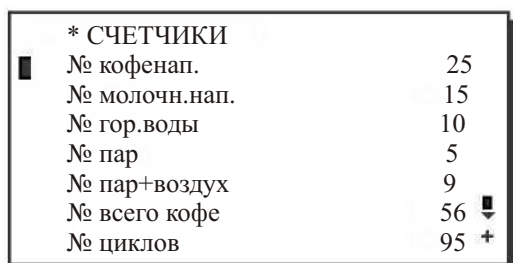 * СЧЕТЧИКИ
№ кофенап. 25
№ молочн.нап. 15
№ гор.воды 10
№ пар 5
№ пар+воздух 9
№ всего кофе 56
№ циклов 95 +